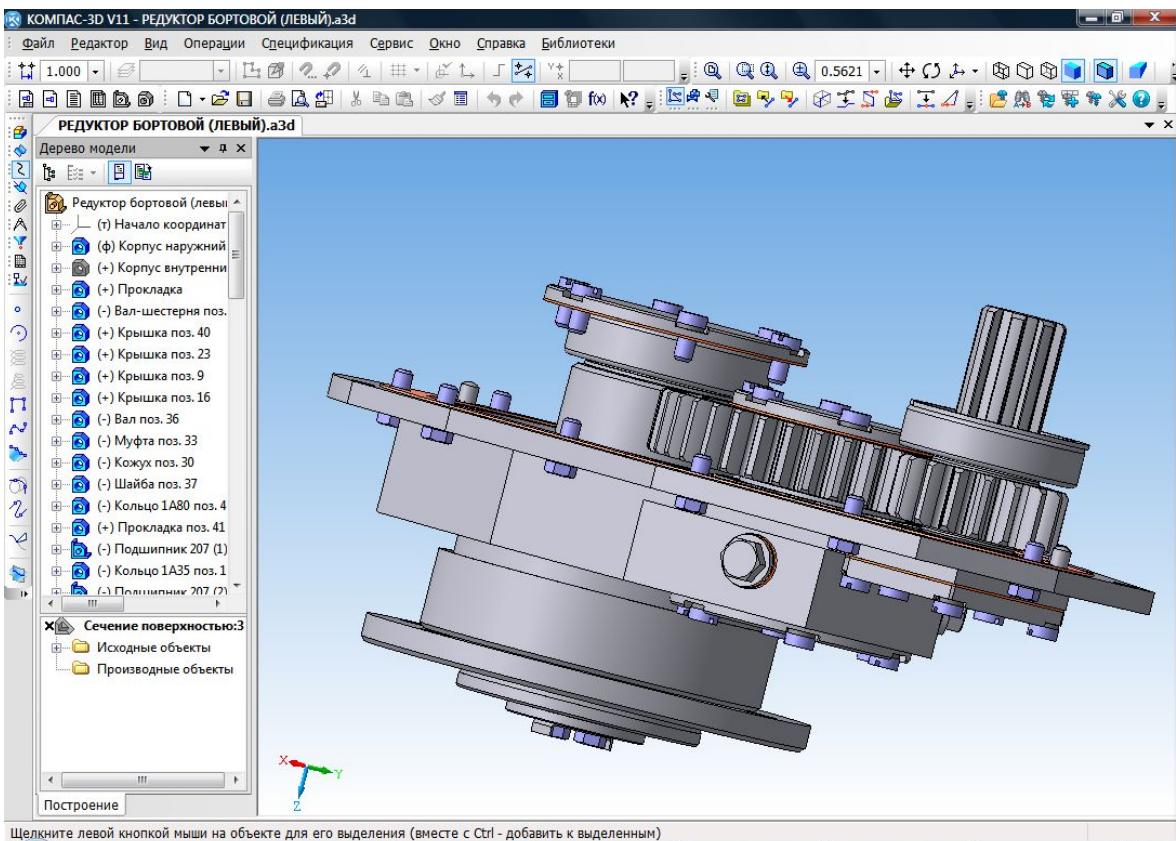 КОМПАС-3D V11 - РЕДУКТОР БОРТОВОЙ (ЛЕВЫЙ).a3d
Файл Редактор Вид Операции Спецификация Сервис Окно Справка Библиотеки
1.000 0.5621
f(x)
РЕДУКТОР БОРТОВОЙ (ЛЕВЫЙ).a3d
Дерево модели
Редуктор бортовой (левы
(т) Начало координат
(ф) Корпус наружний
(+) Корпус внутренни
(+) Прокладка
(-) Вал-шестерня поз.
(+) Крышка поз. 40
(+) Крышка поз. 23
(+) Крышка поз. 9
(+) Крышка поз. 16
(-) Вал поз. 36
(-) Муфта поз. 33
(-) Кожух поз. 30
(-) Шайба поз. 37
(-) Кольцо 1А80 поз. 4
(+) Прокладка поз. 41
(-) Подшипник 207 (1)
(-) Кольцо 1А35 поз. 1
(-) Подшипник 207 (2)
Сечение поверхностью:3
Исходные объекты
Производные объекты
X
Y
Z
Построение
Щелкните левой кнопкой мыши на объекте для его выделения (вместе с Ctrl - добавить к выделенным)